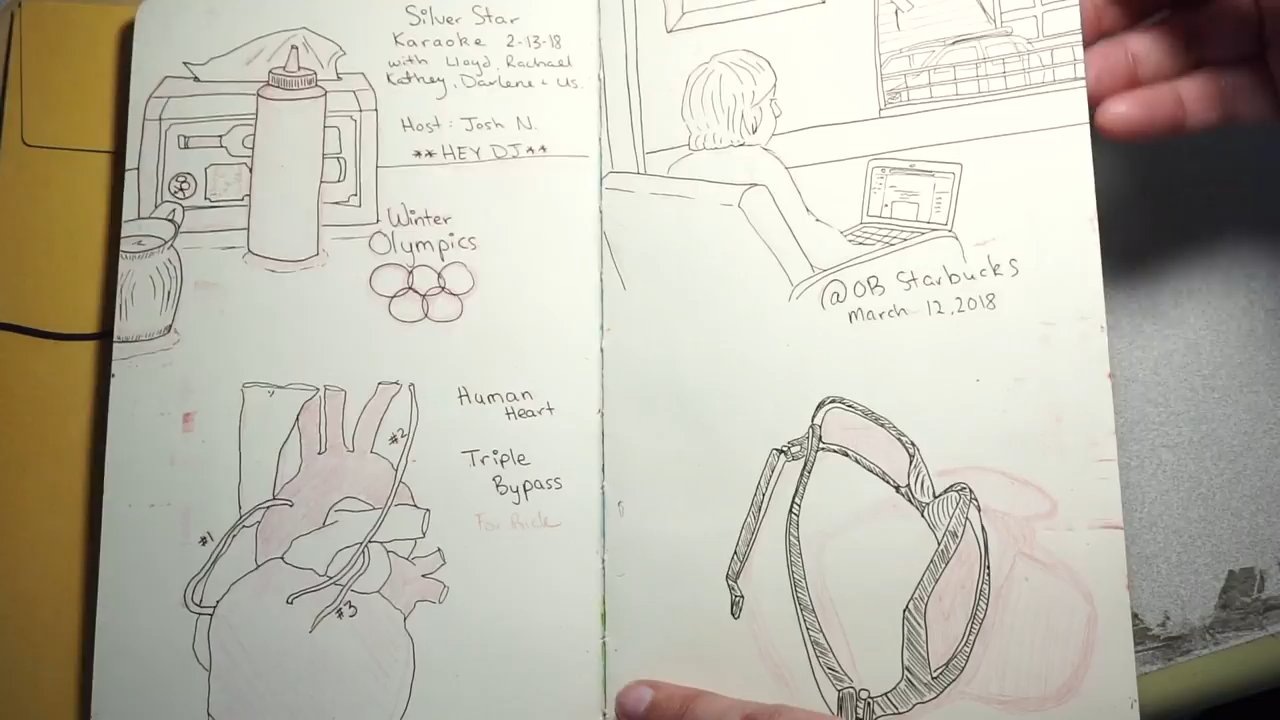 Silver Star
Karaoke 2-13-18
with Lloyd, Rachael
Kathey, Darlene + Us.
Host: Josh N.
**HEY DJ**
Winter
Olympics
@OB Starbucks
March 12, 2018
Human
Heart
Triple
Bypass
For Rick
#1
#2
#3